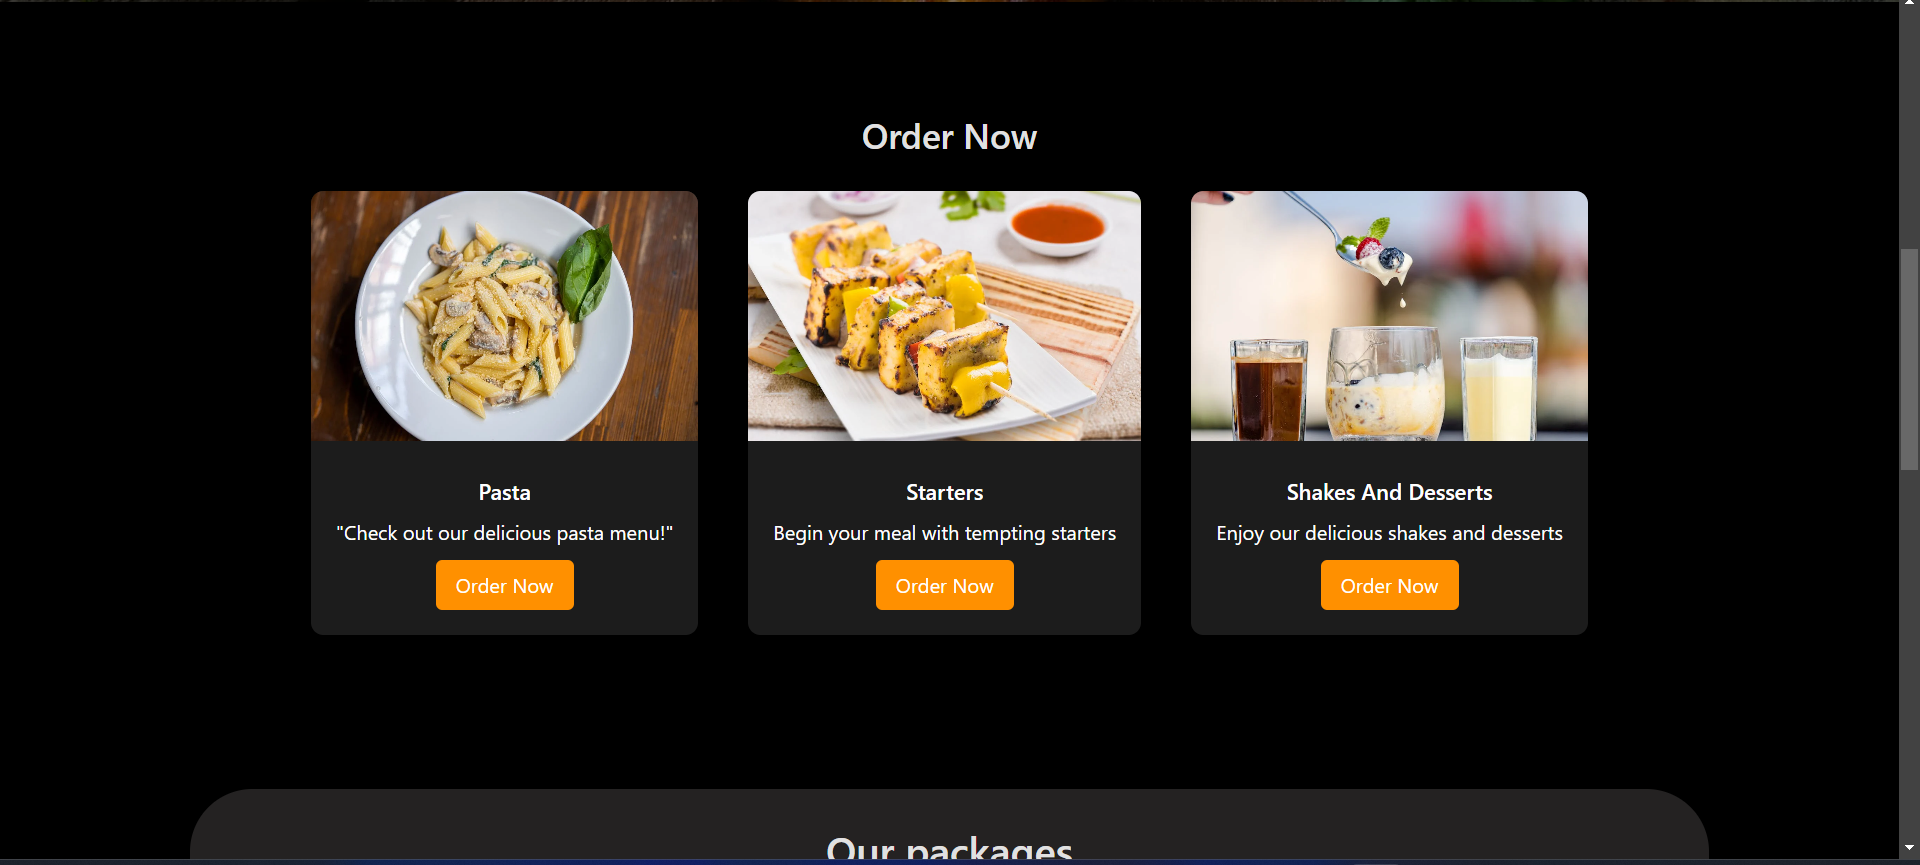 Order Now
Pasta
"Check out our delicious pasta menu!"
Order Now
Starters
Begin your meal with tempting starters
Order Now
Shakes And Desserts
Enjoy our delicious shakes and desserts
Order Now
Our packages